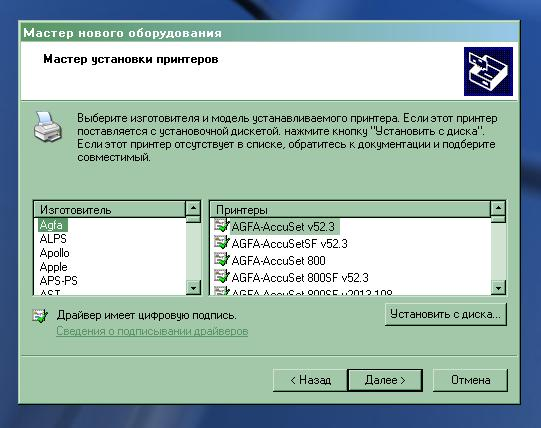 Мастер нового оборудования
Мастер установки принтеров
Выберите изготовителя и модель устанавливаемого принтера. Если этот принтер
поставляется с установочной дискетой. нажмите кнопку "Установить с диска".
Если этот принтер отсутствует в списке, обратитесь к документации и подберите
совместимый.
Изготовитель
Agfa
ALPS
Apollo
Apple
APS-PS
AST
Принтеры
AGFA-AccuSet v52.3
AGFA-AccuSetSF v52.3
AGFA-AccuSet 800
AGFA-AccuSet 800SF v52.3
AGFA-AccuSet 800SF v2013.108
Драйвер имеет цифровую подпись.
Сведения о подписывании драйверов
Установить с диска...
< Назад
Далее >
Отмена